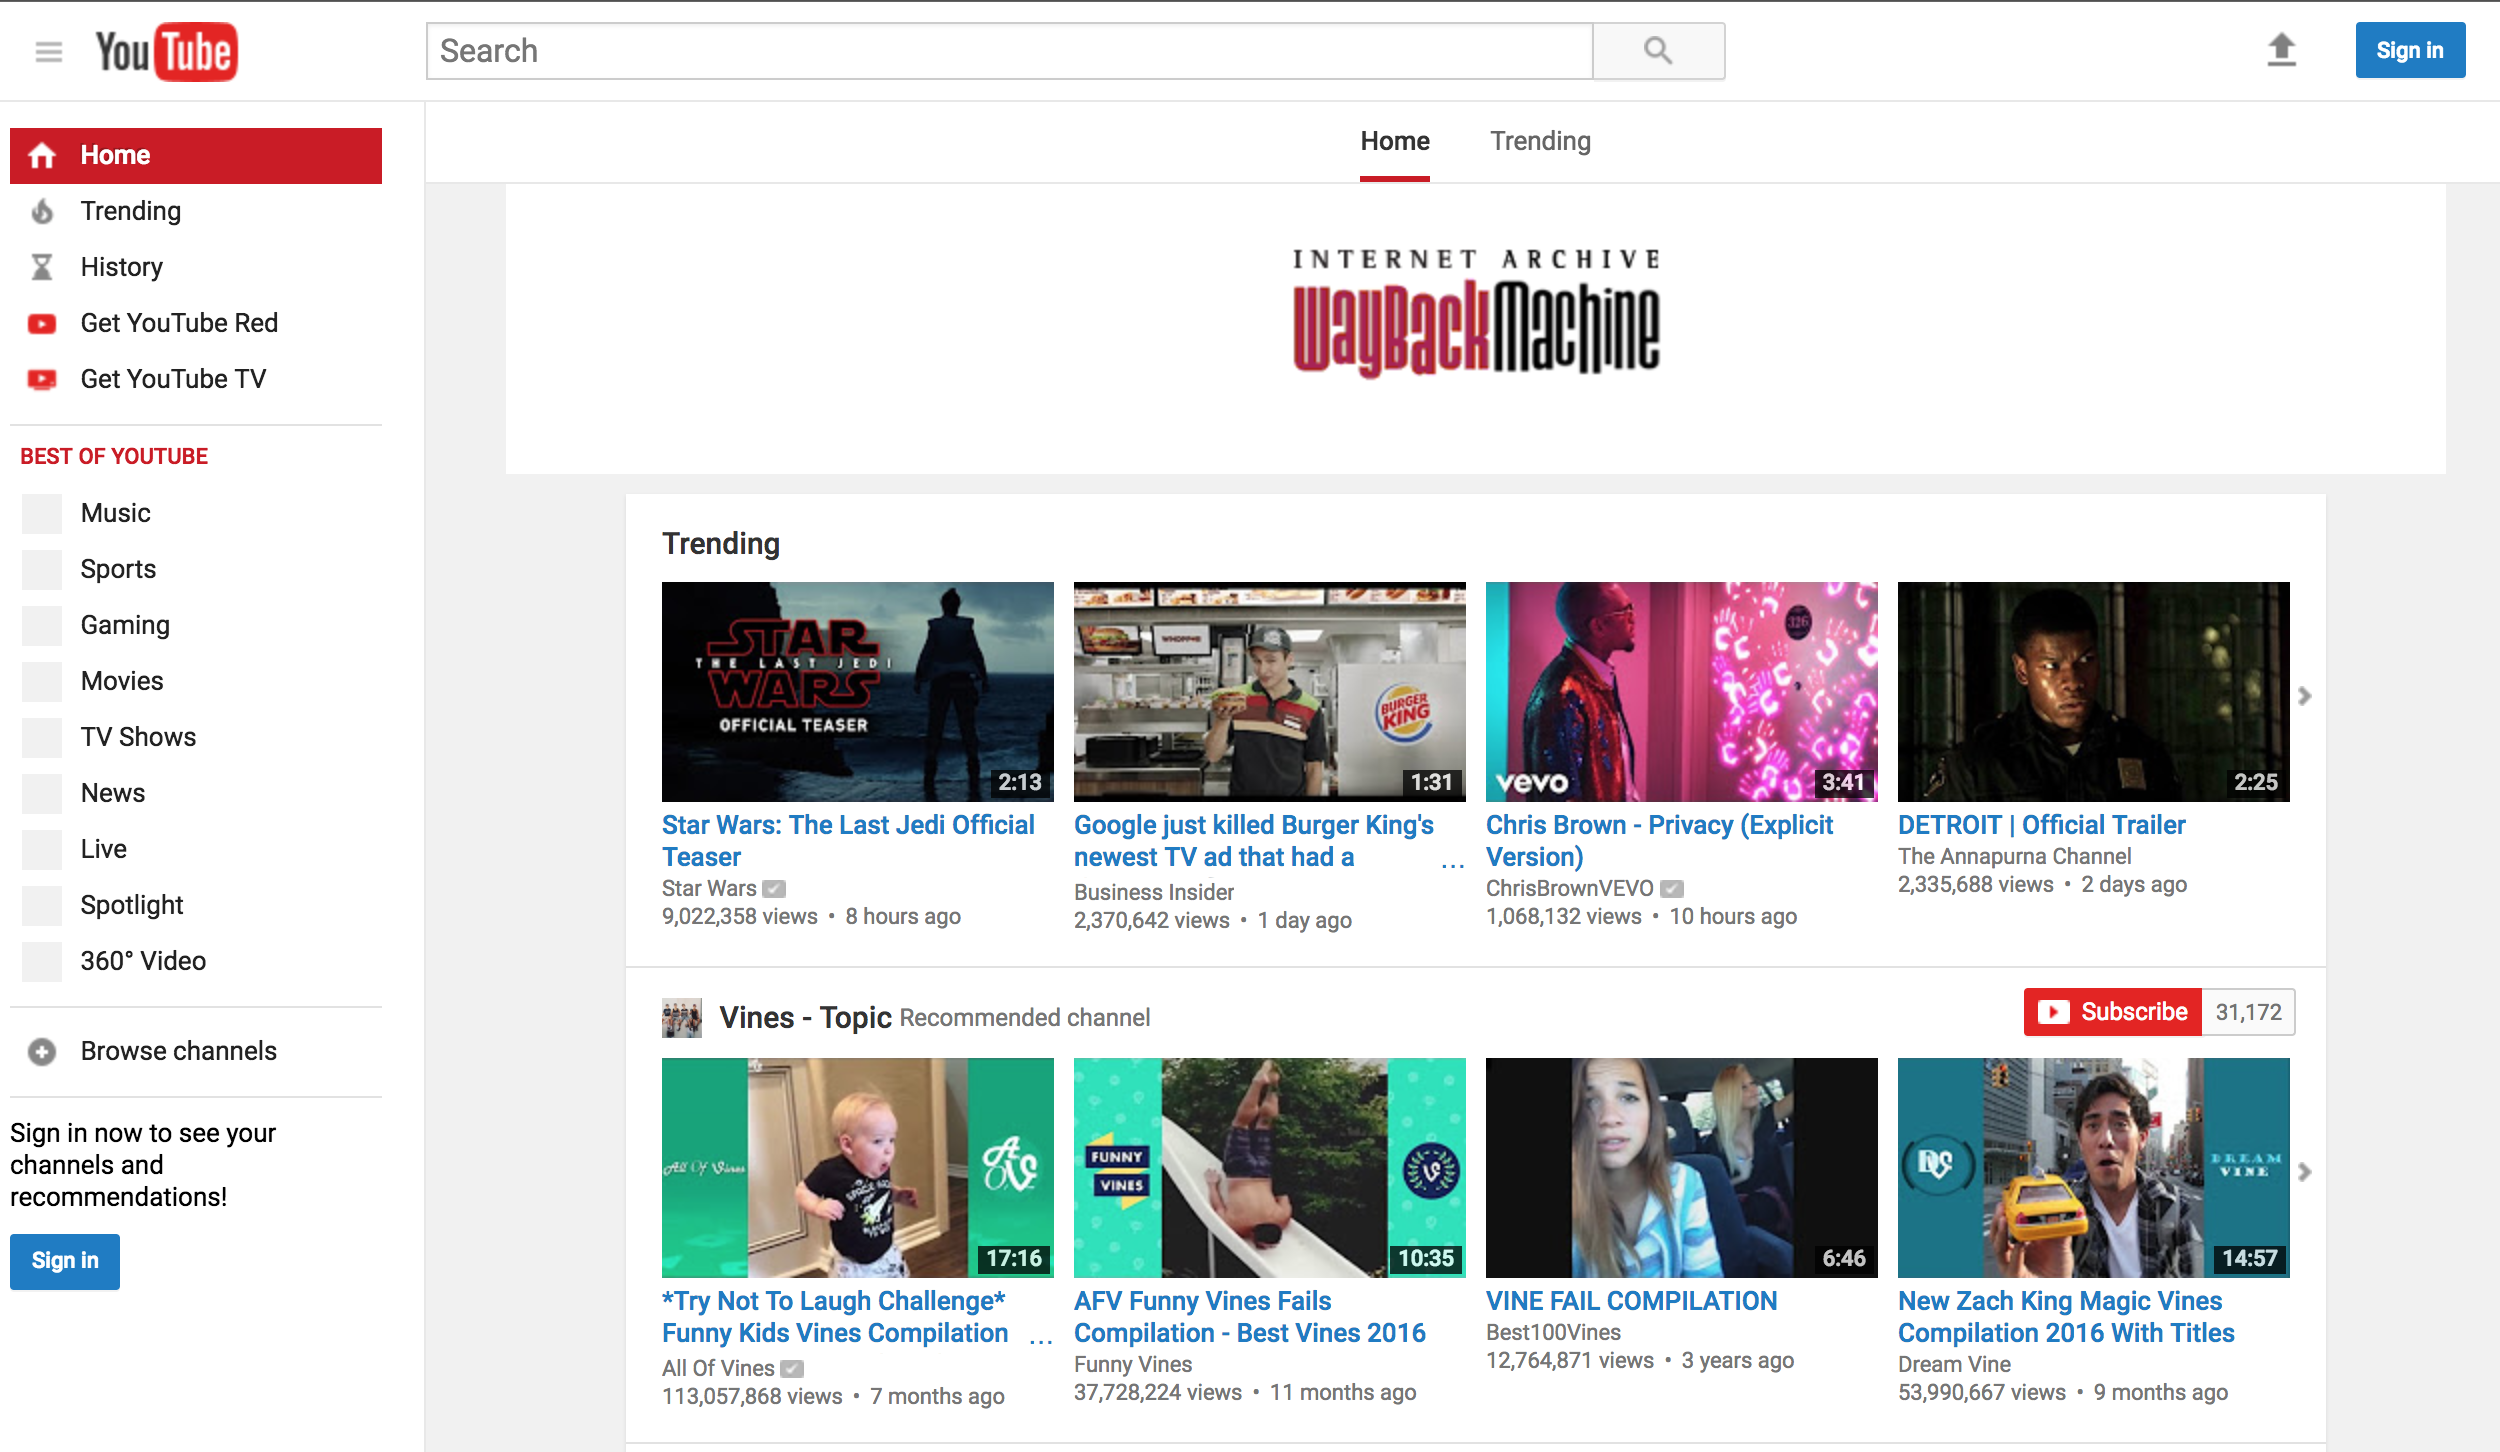 YouTube
Search
Sign in
Home
Trending
History
Get YouTube Red
Get YouTube TV
BEST OF YOUTUBE
Music
Sports
Gaming
Movies
TV Shows
News
Live
Spotlight
360° Video
Browse channels
Sign in now to see your
channels and
recommendations!
Sign in
Home Trending
INTERNET ARCHIVE
WayBackMachine
Trending
STAR
THE LAST JEDI
WARS
OFFICIAL TEASER
2:13
Star Wars: The Last Jedi Official
Teaser
Star Wars
9,022,358 views • 8 hours ago
WHOPPER
BURGER
KING
1:31
Google just killed Burger King's
newest TV ad that had a ...
Business Insider
2,370,642 views • 1 day ago
326
vevo
3:41
Chris Brown - Privacy (Explicit
Version)
ChrisBrownVEVO
1,068,132 views • 10 hours ago
2:25
DETROIT | Official Trailer
The Annapurna Channel
2,335,688 views • 2 days ago
Vines - Topic Recommended channel
Subscribe 31,172
All Of Vines
AOV
17:16
*Try Not To Laugh Challenge*
Funny Kids Vines Compilation ...
All Of Vines
113,057,868 views • 7 months ago
FUNNY
VINES
10:35
AFV Funny Vines Fails
Compilation - Best Vines 2016
Funny Vines
37,728,224 views • 11 months ago
6:46
VINE FAIL COMPILATION
Best100Vines
12,764,871 views • 3 years ago
DREAM
VINE
14:57
New Zach King Magic Vines
Compilation 2016 With Titles
Dream Vine
53,990,667 views • 9 months ago